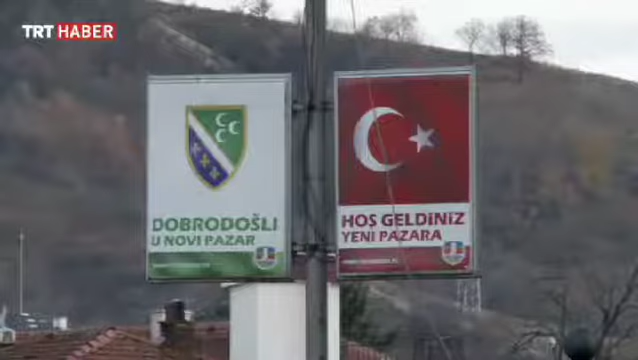 TRT HABER
DOBRODOŠLI
U NOVI PAZAR
HOŞ GELDİNİZ
YENİ PAZARA